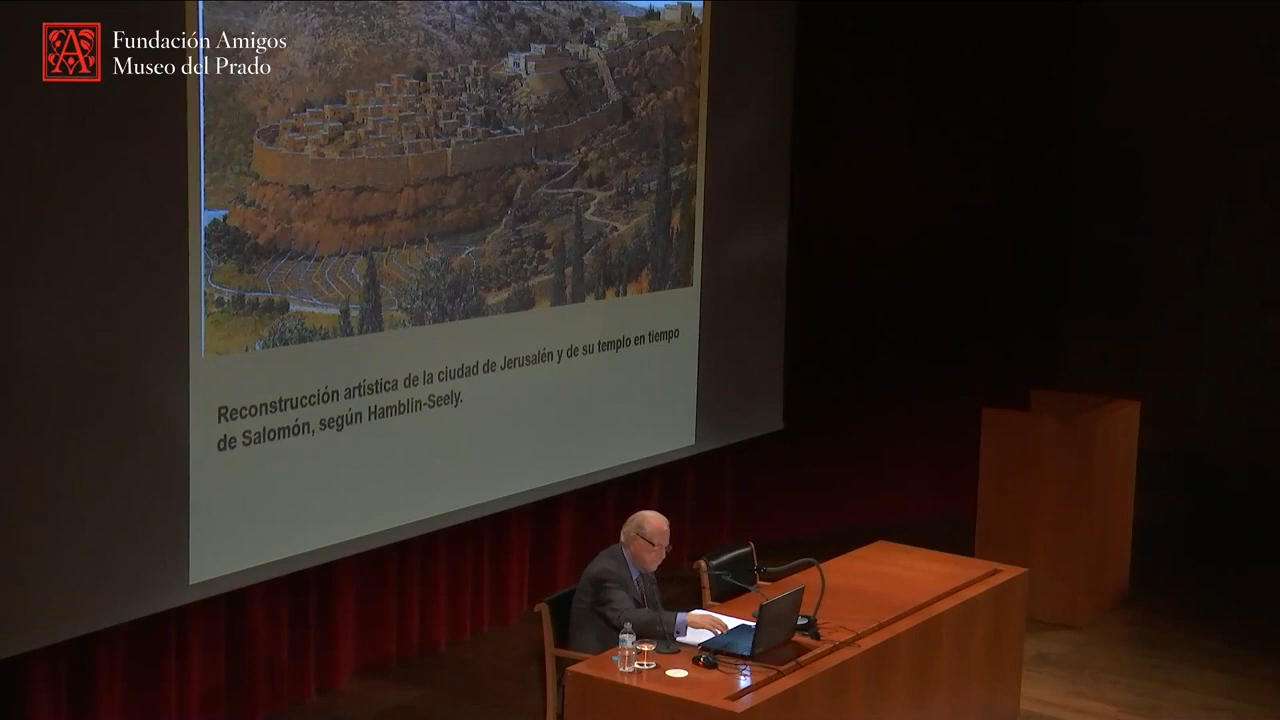 Fundación Amigos
Museo del Prado
Reconstrucción artística de la ciudad de Jerusalén y de su templo en tiempo
de Salomón, según Hamblin-Seely.